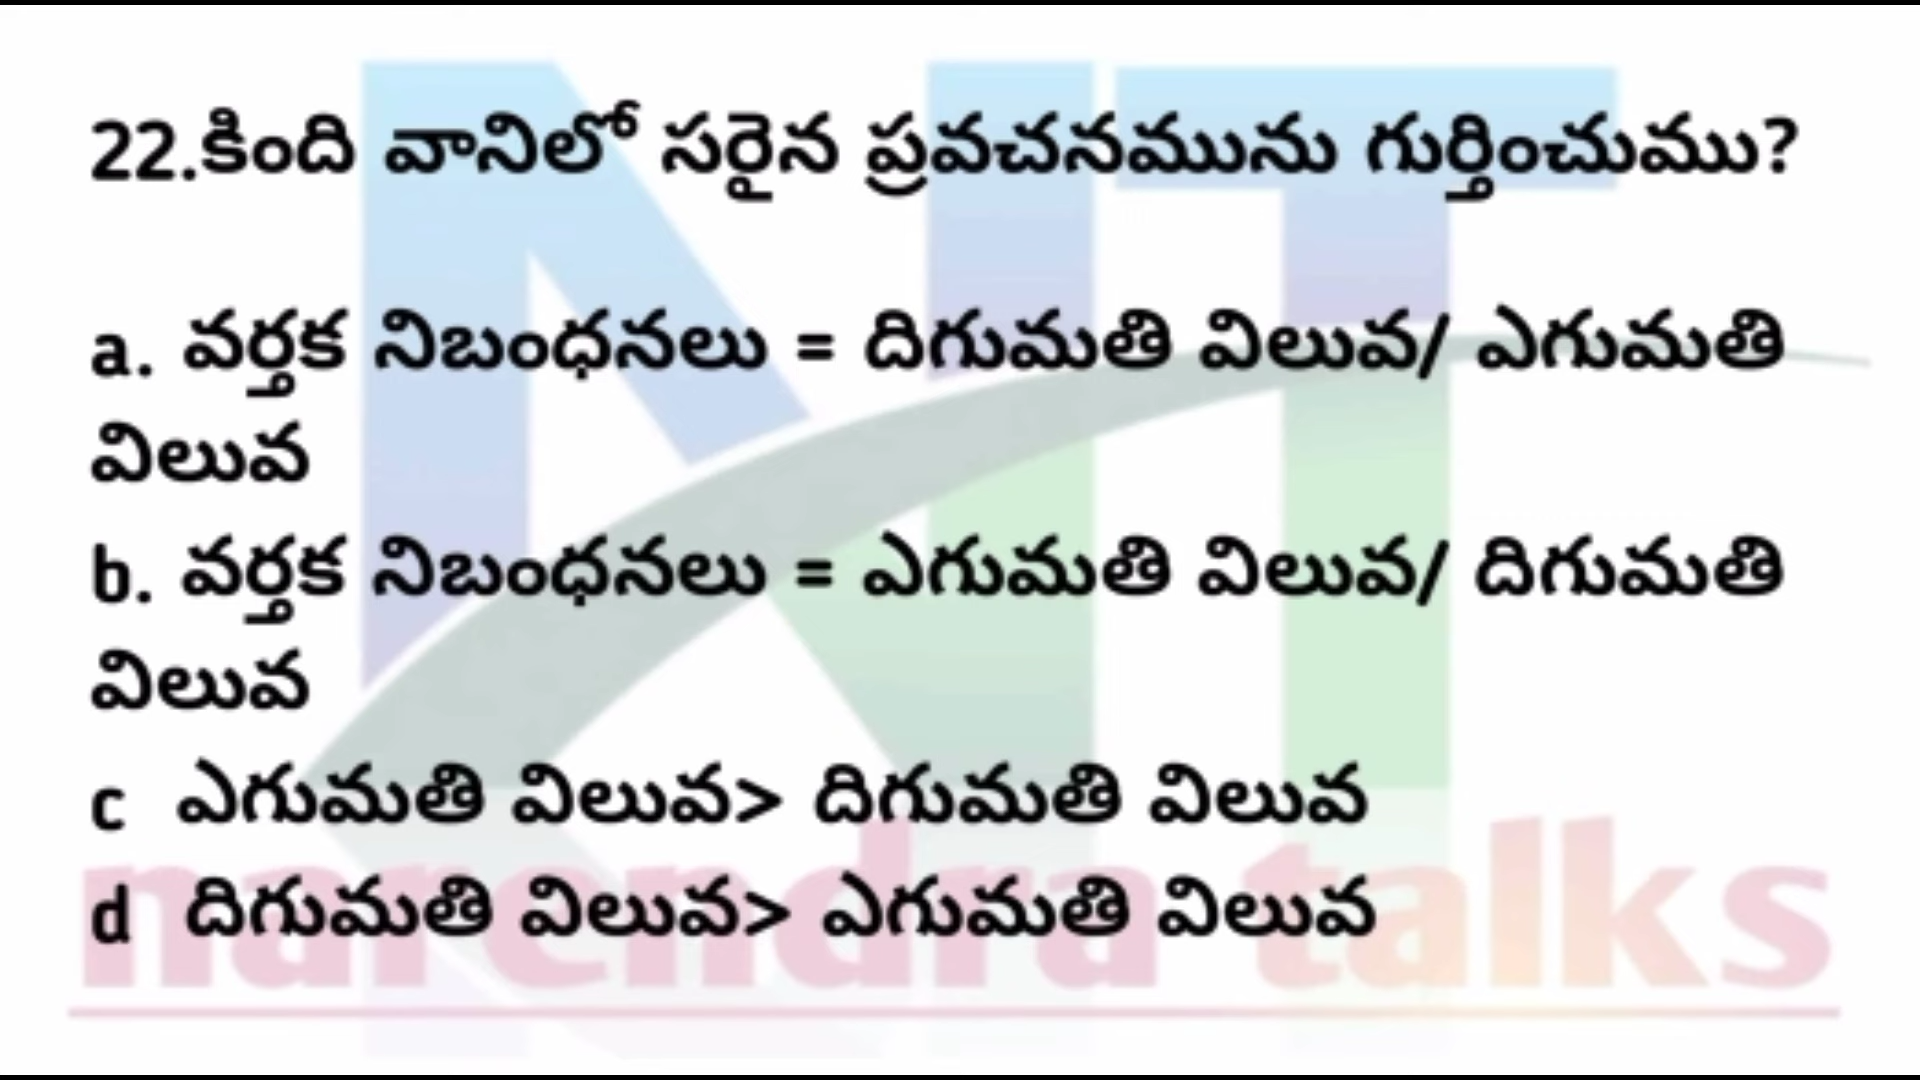 22.కింది వానిలో సరైన ప్రవచనమును గుర్తించుము?
a. వర్తక నిబంధనలు = దిగుమతి విలువ/ ఎగుమతి
విలువ
b. వర్తక నిబంధనలు = ఎగుమతి విలువ/ దిగుమతి
విలువ
c ఎగుమతి విలువ> దిగుమతి విలువ
d దిగుమతి విలువ> ఎగుమతి విలువ
NT
narendra talks